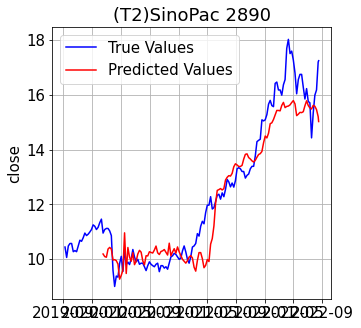 (T2)SinoPac 2890
True Values
Predicted Values
18
16
14
12
10
close